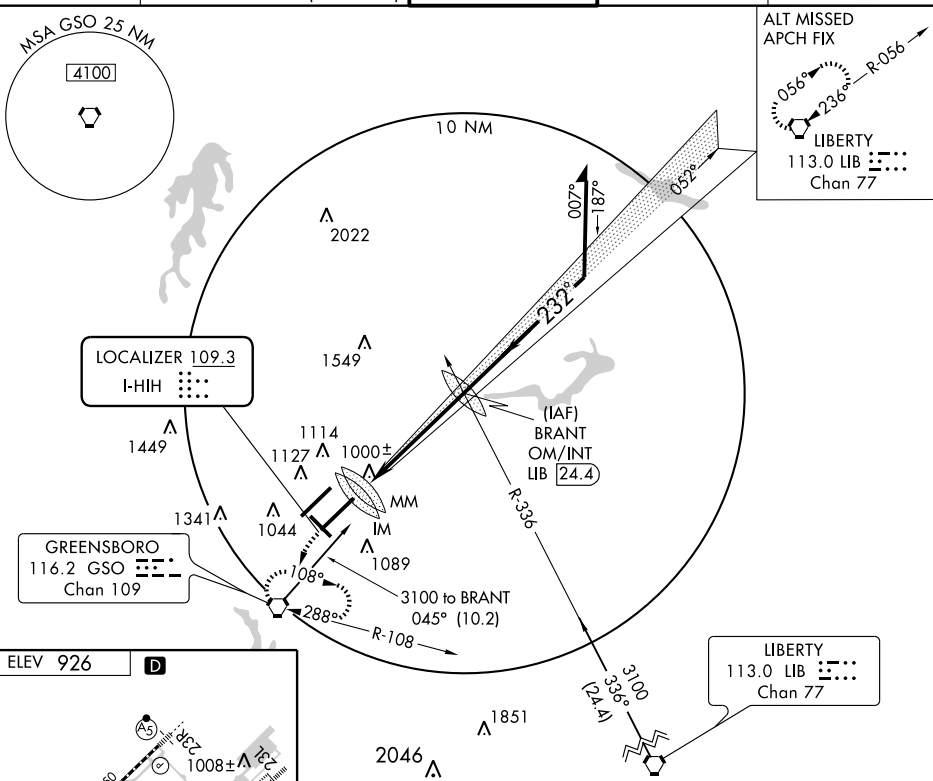 MSA GSO 25 NM
4100
ALT MISSED
APCH FIX
R-056
056°
236°
LIBERTY
113.0 LIB
Chan 77
10 NM
052°
007°
187°
2022
232°
LOCALIZER 109.3
I-HIH
1549
(IAF)
BRANT
OM/INT
LIB 24.4
1449
1114
1127
1000±
MM
IM
R-336
1341
1044
1089
GREENSBORO
116.2 GSO
Chan 109
108°
288°
R-108
3100 to BRANT
045° (10.2)
3100
336°
(24.4)
LIBERTY
113.0 LIB
Chan 77
ELEV 926
D
A5
23R
P
1008±
23L
1851
2046